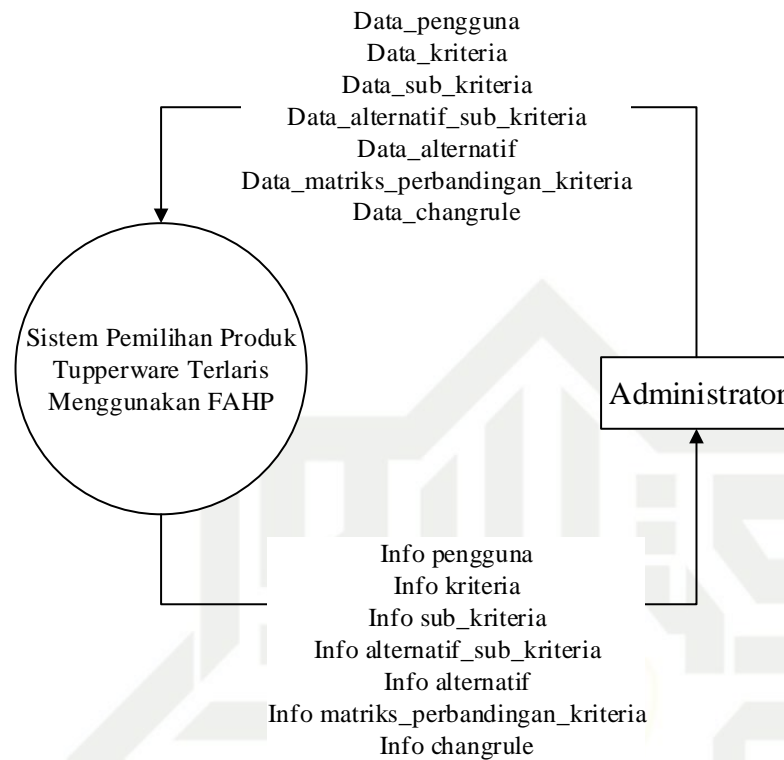 Data_pengguna
Data_kriteria
Data_sub_kriteria
Data_alternatif_sub_kriteria
Data_alternatif
Data_matriks_perbandingan_kriteria
Data_changrule
Sistem Pemilihan Produk
Tupperware Terlaris
Menggunakan FAHP
Administrator
Info pengguna
Info kriteria
Info sub_kriteria
Info alternatif_sub_kriteria
Info alternatif
Info matriks_perbandingan_kriteria
Info changrule